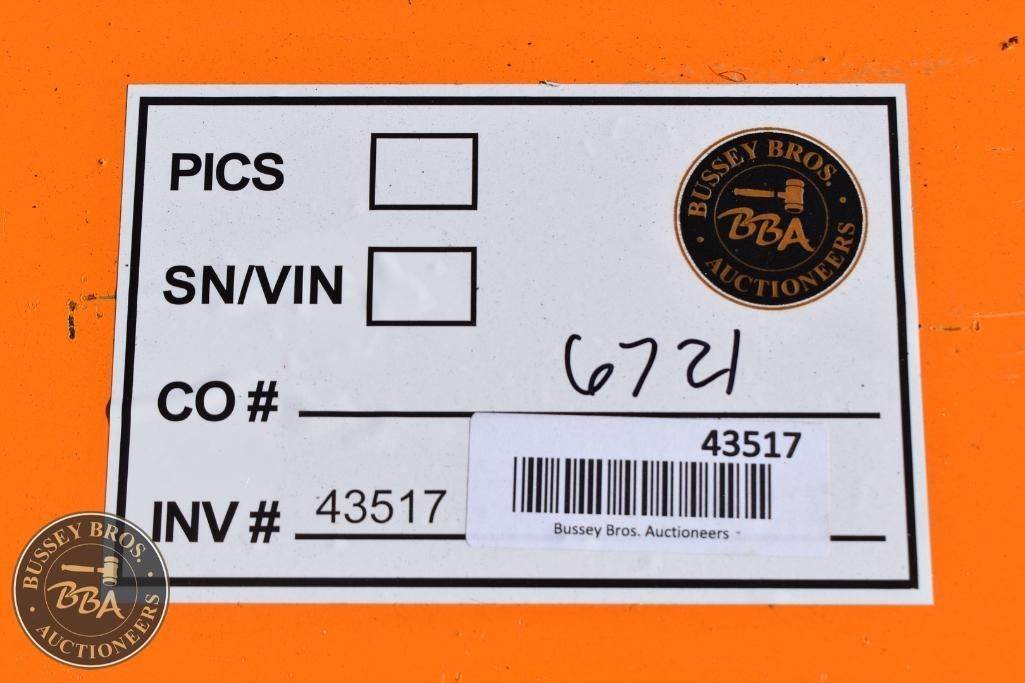 PICS
BUSSEY BROS.
BBA
AUCTIONEERS
SN/VIN
CO # 6721
43517
INV # 43517
Bussey Bros. Auctioneers
BUSSEY BROS.
BBA
AUCTIONEERS